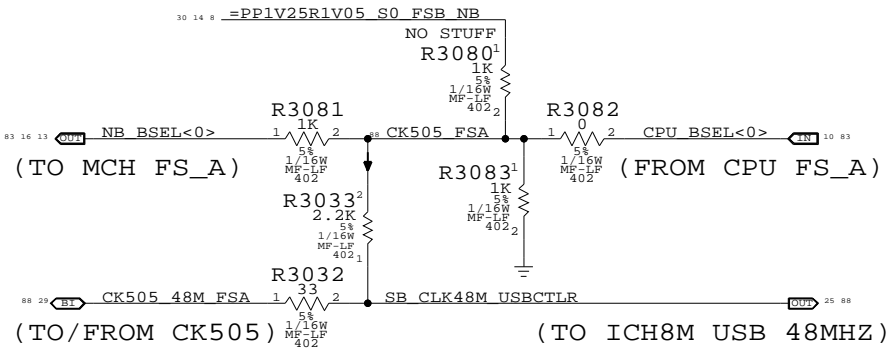 30 14 8 =PP1V25R1V05_S0_FSB_NB
NO STUFF
R3080 1
1K
5%
1/16W
MF-LF
402 2
R3081
1K
1 2
5%
1/16W
MF-LF
402
R3082
0
1 2
5%
1/16W
MF-LF
402
83 16 13 OUT NB_BSEL<0>
88 CK505_FSA
CPU_BSEL<0> IN 10 83
(TO MCH FS_A)
(FROM CPU FS_A)
R3083 1
1K
5%
1/16W
MF-LF
402 2
R3033 2
2.2K
5%
1/16W
MF-LF
402 1
R3032
33
1 2
5%
1/16W
MF-LF
402
88 29 BI CK505_48M_FSA
SB_CLK48M_USBCTLR OUT 25 88
(TO/FROM CK505)
(TO ICH8M USB 48MHZ)